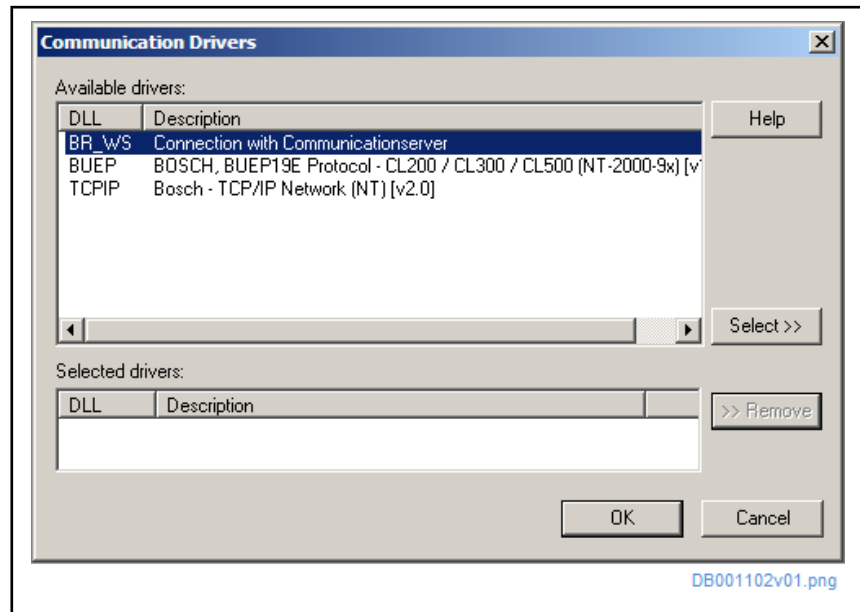 Communication Drivers
Available drivers:
DLL Description
Help
BR_WS Connection with Communicationserver
BUEP BOSCH, BUEP19E Protocol - CL200 / CL300 / CL500 (NT-2000-9x)
TCPIP Bosch - TCP/IP Network (NT) [v2.0]
Select >>
Selected drivers:
DLL Description
>> Remove
OK Cancel
DB001102v01.png